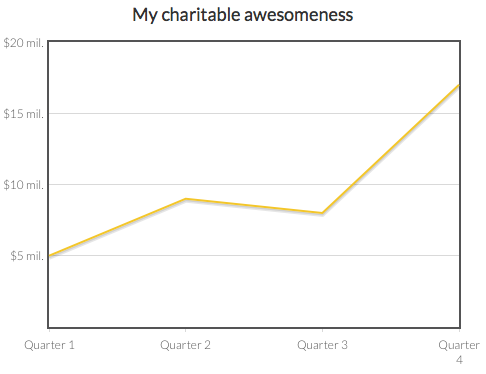 My charitable awesomeness
$20 mil.
$15 mil.
$10 mil.
$5 mil.
Quarter 1 Quarter 2 Quarter 3 Quarter
4